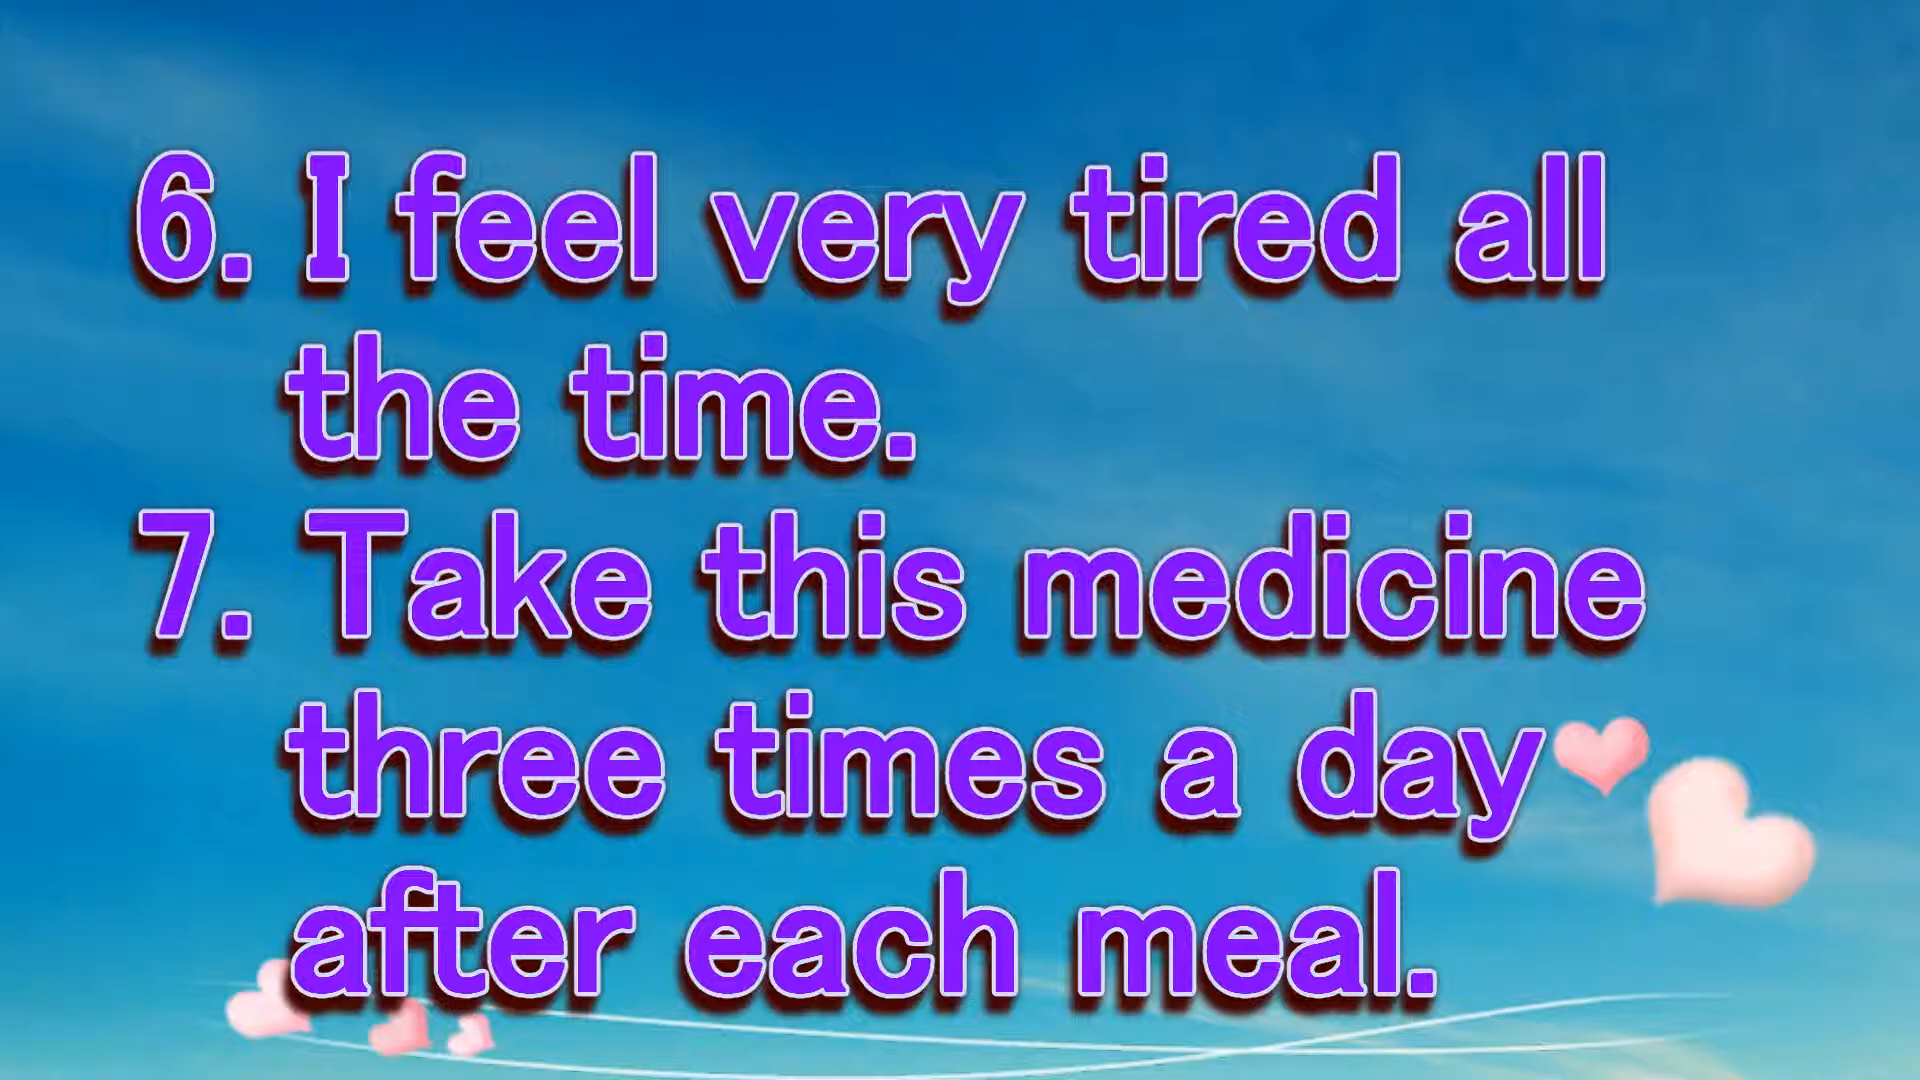 6. I feel very tired all
the time.
7. Take this medicine
three times a day
after each meal.